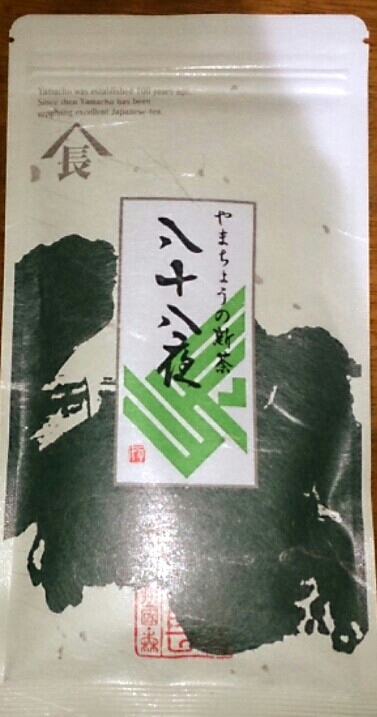 Yamacho was established 100 years ago.
Since then Yamacho has been
supplying excellent Japanese tea.
長
やまちょうの新茶
八十八夜